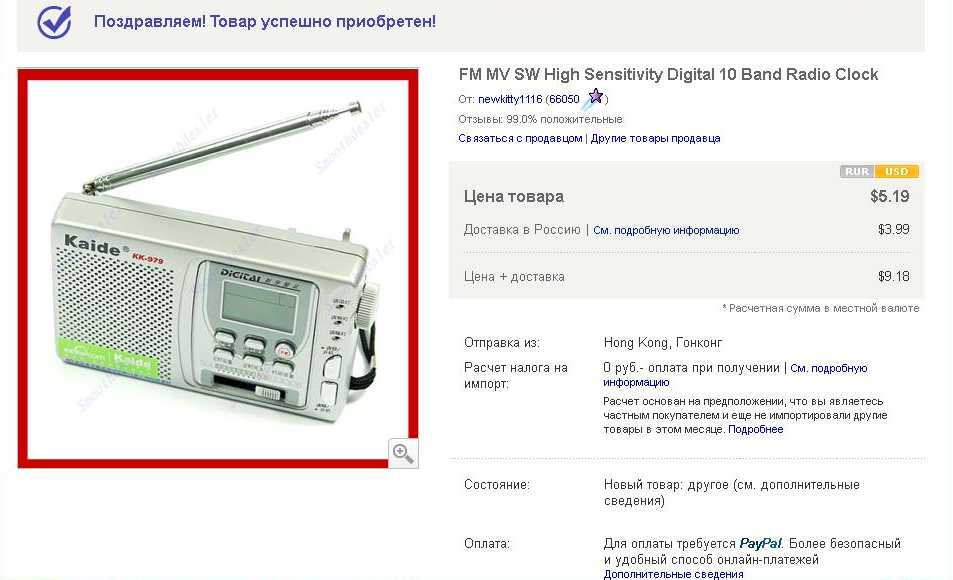 Поздравляем! Товар успешно приобретен!
FM MV SW High Sensitivity Digital 10 Band Radio Clock
От: newkitty1116 (66050)
Отзывы: 99.0% положительные
Связаться с продавцом | Другие товары продавца
RUR USD
Цена товара $5.19
Доставка в Россию | См. подробную информацию $3.99
Цена + доставка $9.18
* Расчетная сумма в местной валюте
Отправка из: Hong Kong, Гонконг
Расчет налога на импорт:
0 руб.- оплата при получении | См. подробную
информацию
Расчет основан на предположении, что вы являетесь
частным покупателем и еще не импортировали другие
товары в этом месяце. Подробнее
Состояние: Новый товар: другое (см. дополнительные
сведения)
Оплата: Для оплаты требуется PayPal. Более безопасный
и удобный способ онлайн-платежей
Дополнительные сведения
Smoothdealer
Smoothdealer
Kaide®
KK-979
DIGITAL
Kaide
Smoothdealer